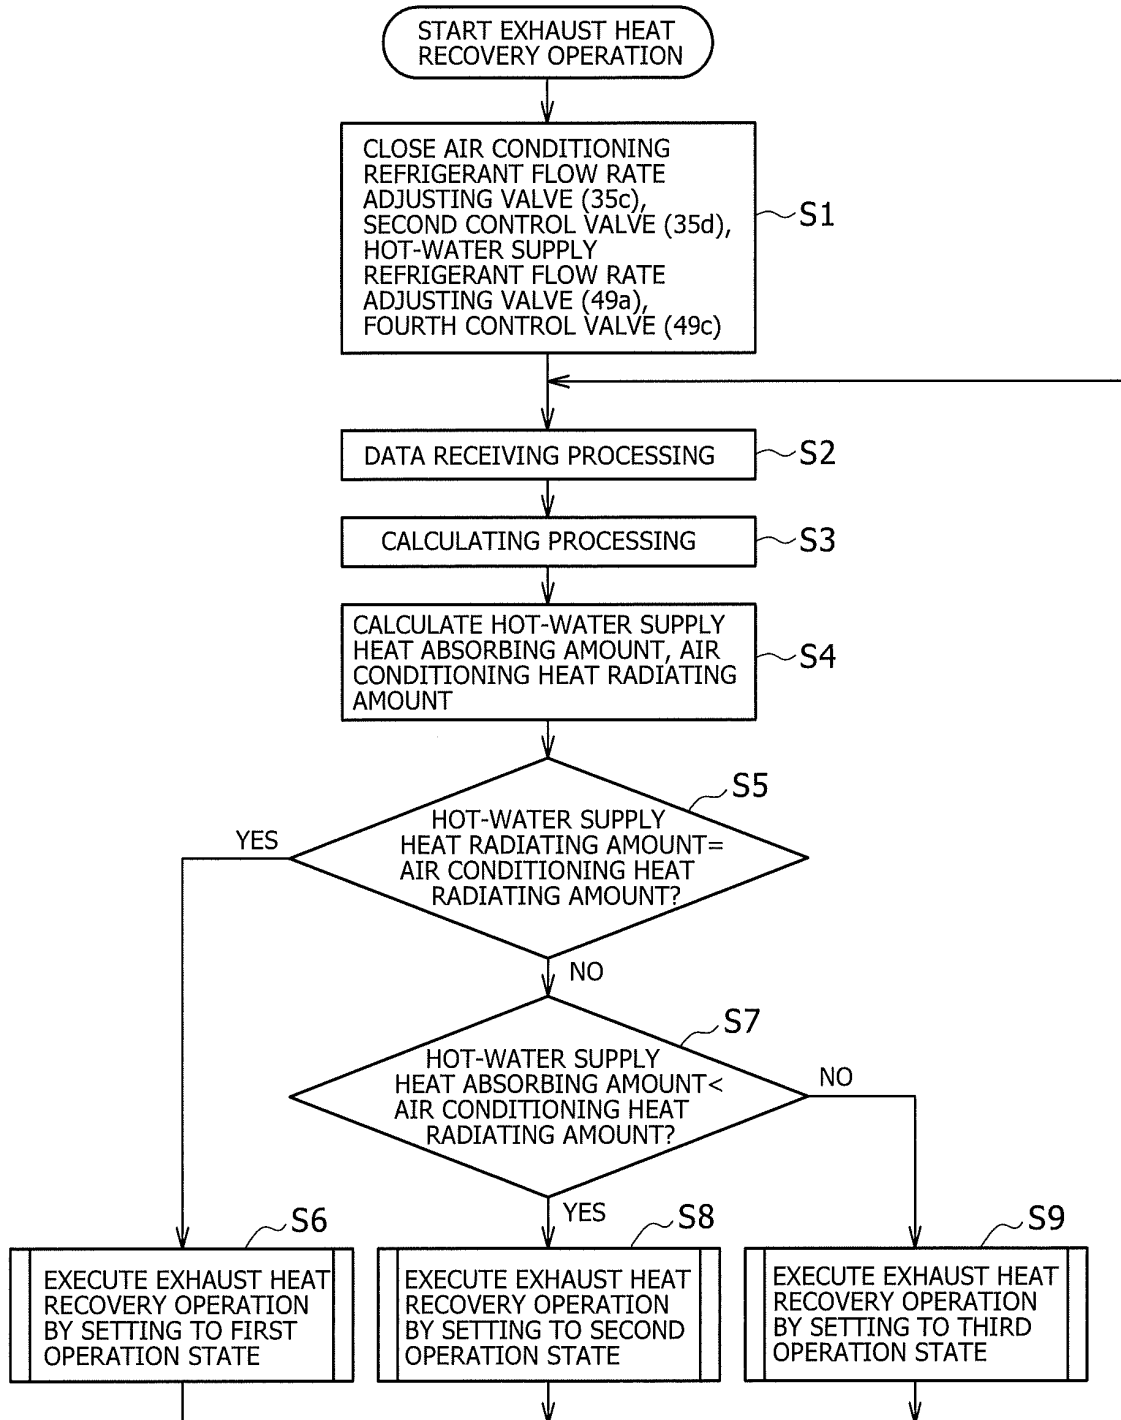 START EXHAUST HEAT
RECOVERY OPERATION
CLOSE AIR CONDITIONING
REFRIGERANT FLOW RATE
ADJUSTING VALVE (35c),
SECOND CONTROL VALVE (35d),
HOT-WATER SUPPLY
REFRIGERANT FLOW RATE
ADJUSTING VALVE (49a),
FOURTH CONTROL VALVE (49c)
S1
DATA RECEIVING PROCESSING
S2
CALCULATING PROCESSING
S3
CALCULATE HOT-WATER SUPPLY
HEAT ABSORBING AMOUNT, AIR
CONDITIONING HEAT RADIATING
AMOUNT
S4
S5
HOT-WATER SUPPLY
HEAT RADIATING AMOUNT=
AIR CONDITIONING HEAT
RADIATING AMOUNT?
YES
NO
S7
HOT-WATER SUPPLY
HEAT ABSORBING AMOUNT<
AIR CONDITIONING HEAT
RADIATING AMOUNT?
NO
YES
S6
EXECUTE EXHAUST HEAT
RECOVERY OPERATION
BY SETTING TO FIRST
OPERATION STATE
S8
EXECUTE EXHAUST HEAT
RECOVERY OPERATION
BY SETTING TO SECOND
OPERATION STATE
S9
EXECUTE EXHAUST HEAT
RECOVERY OPERATION
BY SETTING TO THIRD
OPERATION STATE